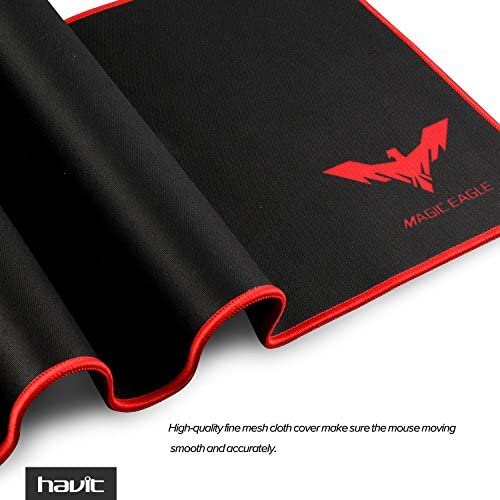 MAGIC EAGLE
High-quality fine mesh cloth cover make sure the mouse moving
smooth and accurately.
havit